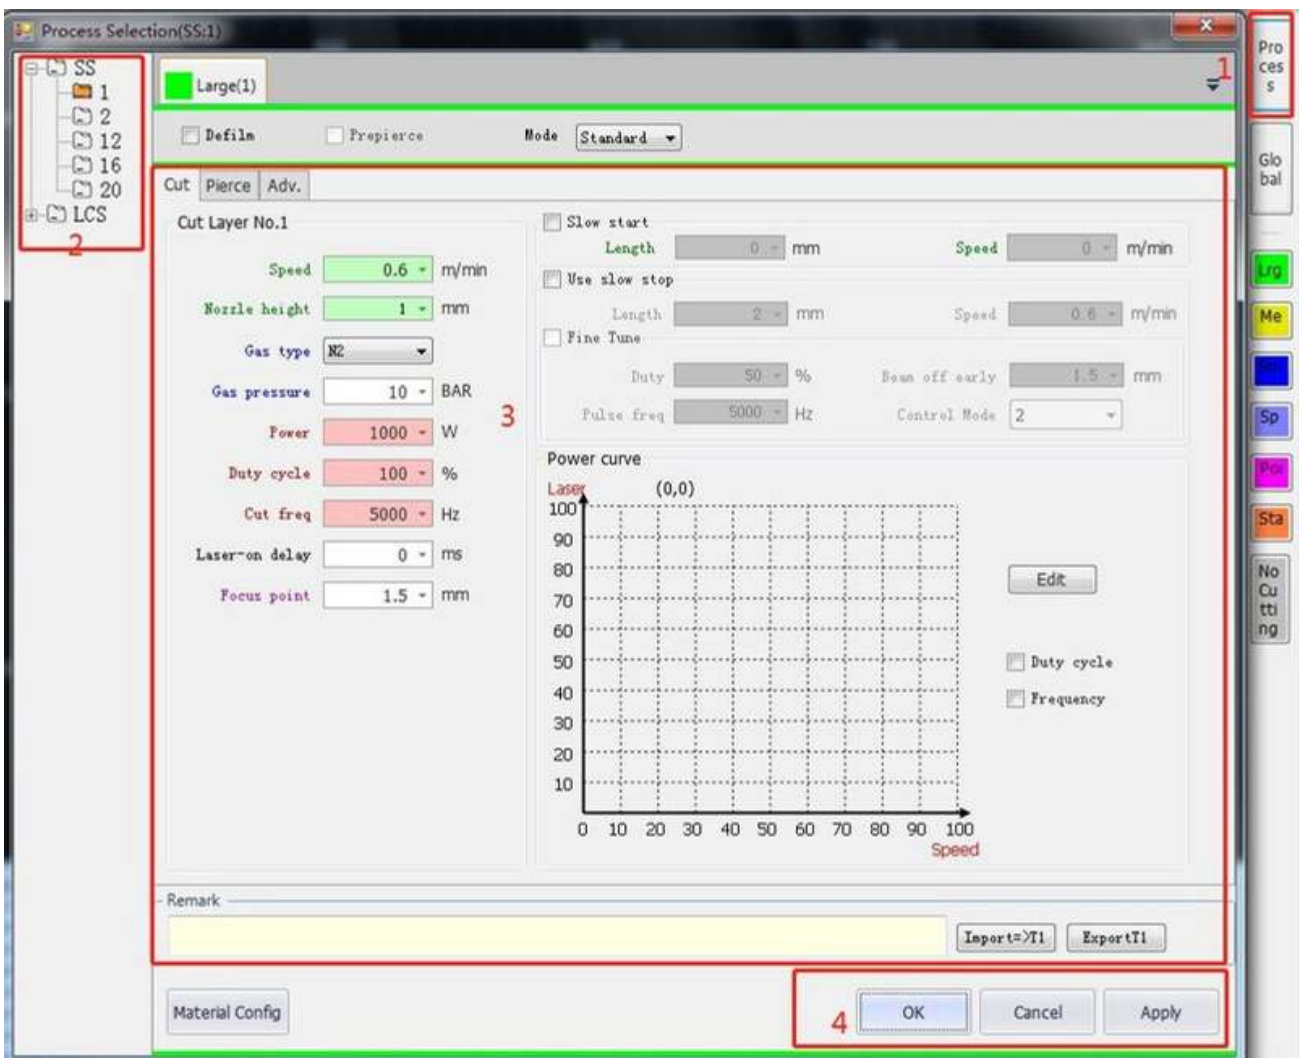 Process Selection(SS:1)
SS
1
2
12
16
20
LCS
2
Large(1)
1
Defilm
Prepierce
Mode
Standard
Cut
Pierce
Adv.
Cut Layer No.1
Speed 0.6 m/min
Nozzle height 1 mm
Gas type N2
Gas pressure 10 BAR
Power 1000 W
Duty cycle 100 %
Cut freq 5000 Hz
Laser-on delay 0 ms
Focus point 1.5 mm
3
Slow start
Length 0 mm Speed 0 m/min
Use slow stop
Length 2 mm Speed 0.6 m/min
Fine Tune
Duty 50 % Beam off early 1.5 mm
Pulse freq 5000 Hz Control Mode 2
Power curve
Laser (0,0)
100
90
80
70
60
50
40
30
20
10
0 10 20 30 40 50 60 70 80 90 100
Speed
Edit
Duty cycle
Frequency
Remark
Import=>T1
ExportT1
Material Config
4
OK
Cancel
Apply
Pro
ces
s
Glo
bal
Lrg
Me
Sp
Por
Sta
No
Cu
tti
ng